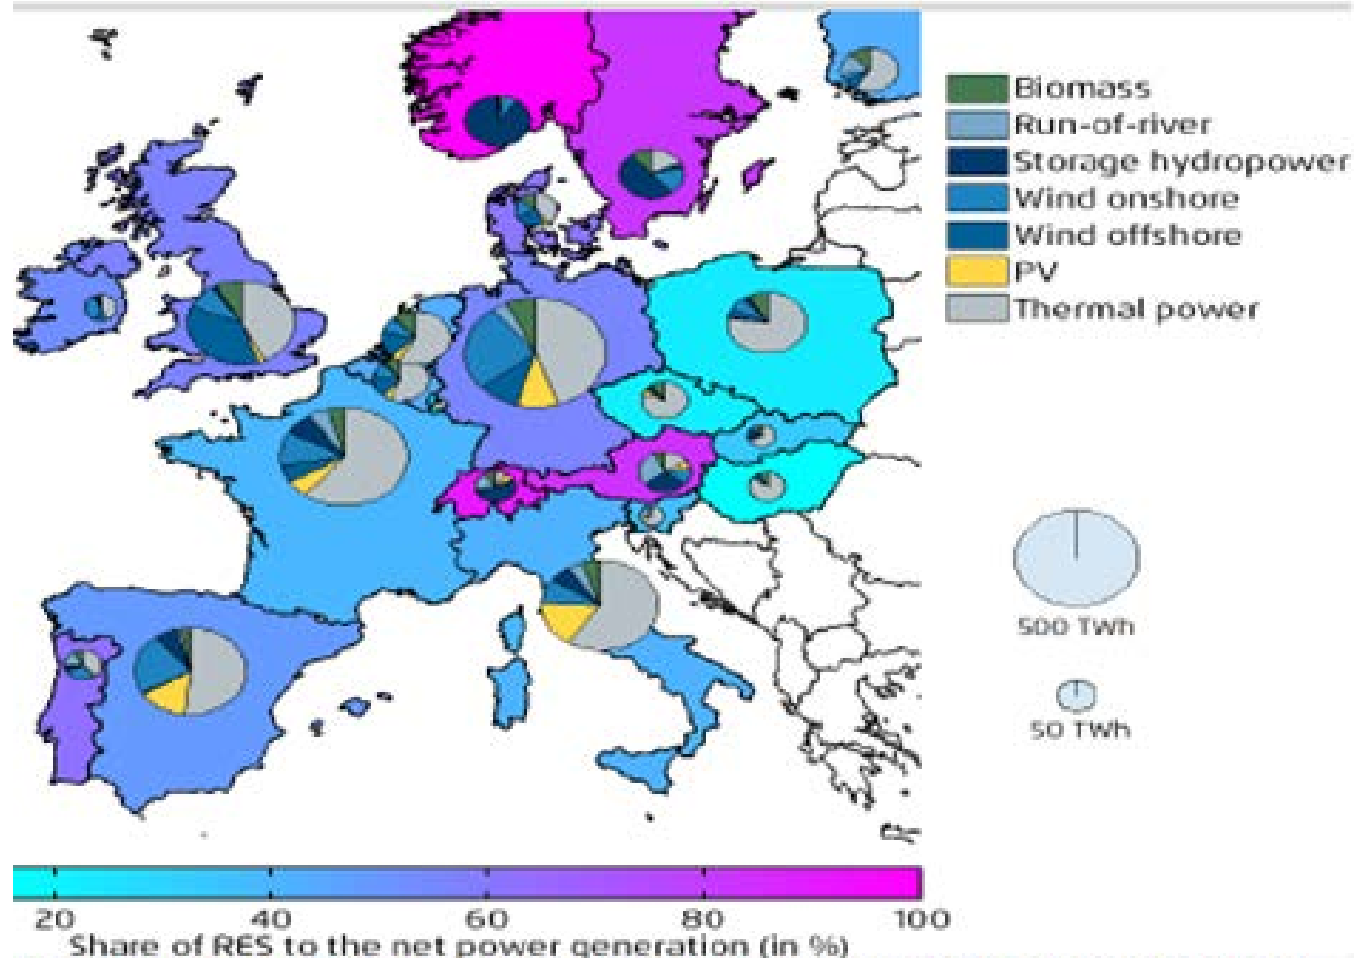 Biomass
Run-of-river
Storage hydropower
Wind onshore
Wind offshore
PV
Thermal power
500 TWh
50 TWh
20 40 60 80 100
Share of RES to the net power generation (in %)